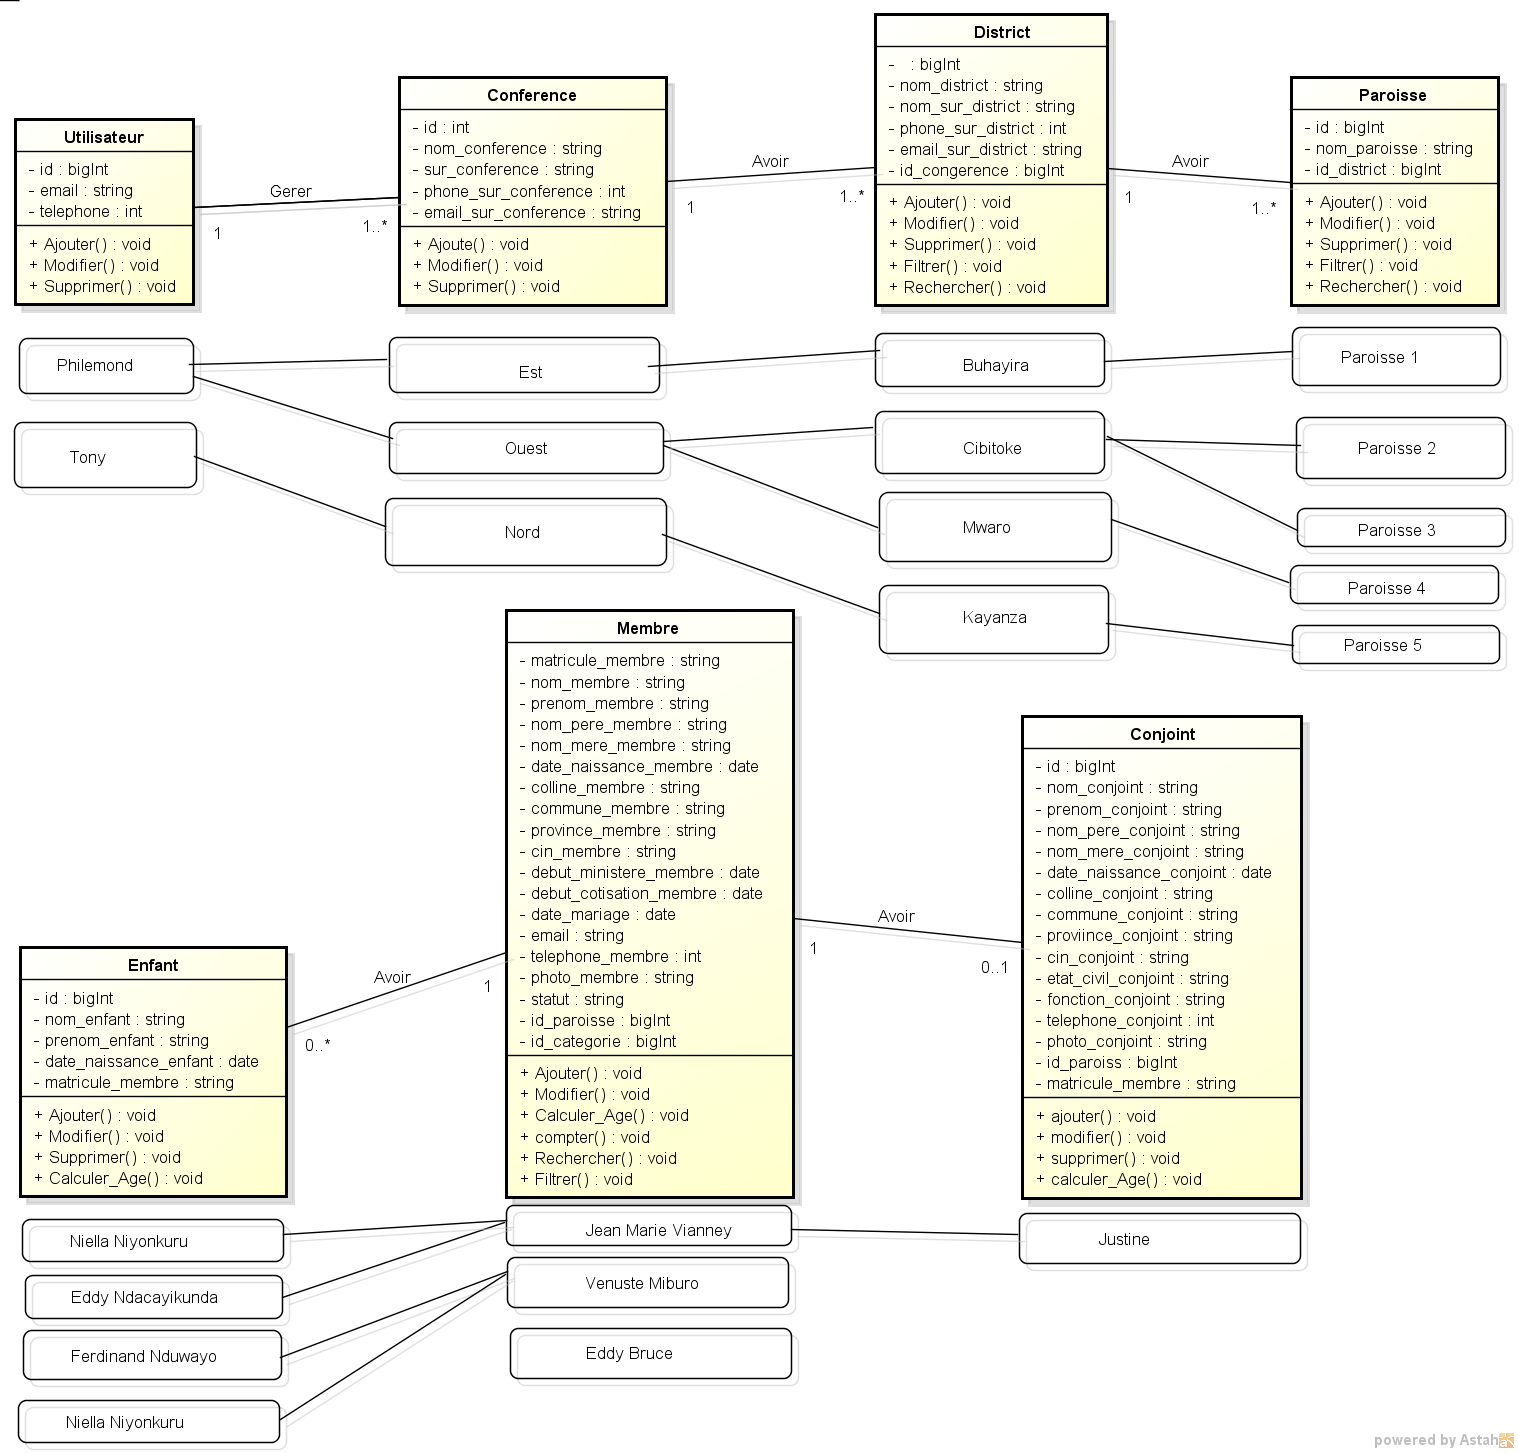 Utilisateur
- id : bigInt
- email : string
- telephone : int
+ Ajouter() : void
+ Modifier() : void
+ Supprimer() : void
Gerer
1
1..*
Conference
- id : int
- nom_conference : string
- sur_conference : string
- phone_sur_conference : int
- email_sur_conference : string
+ Ajoute() : void
+ Modifier() : void
+ Supprimer() : void
Avoir
1
1..*
District
- : bigInt
- nom_district : string
- nom_sur_district : string
- phone_sur_district : int
- email_sur_district : string
- id_congerence : bigInt
+ Ajouter() : void
+ Modifier() : void
+ Supprimer() : void
+ Filtrer() : void
+ Rechercher() : void
Avoir
1
1..*
Paroisse
- id : bigInt
- nom_paroisse : string
- id_district : bigInt
+ Ajouter() : void
+ Modifier() : void
+ Supprimer() : void
+ Filtrer() : void
+ Rechercher() : void
Philemond
Tony
Est
Ouest
Nord
Buhayira
Cibitoke
Mwaro
Kayanza
Paroisse 1
Paroisse 2
Paroisse 3
Paroisse 4
Paroisse 5
Enfant
- id : bigInt
- nom_enfant : string
- prenom_enfant : string
- date_naissance_enfant : date
- matricule_membre : string
+ Ajouter() : void
+ Modifier() : void
+ Supprimer() : void
+ Calculer_Age() : void
Avoir
0..*
1
Membre
- matricule_membre : string
- nom_membre : string
- prenom_membre : string
- nom_pere_membre : string
- nom_mere_membre : string
- date_naissance_membre : date
- colline_membre : string
- commune_membre : string
- province_membre : string
- cin_membre : string
- debut_ministere_membre : date
- debut_cotisation_membre : date
- date_mariage : date
- email : string
- telephone_membre : int
- photo_membre : string
- statut : string
- id_paroisse : bigInt
- id_categorie : bigInt
+ Ajouter() : void
+ Modifier() : void
+ Calculer_Age() : void
+ compter() : void
+ Rechercher() : void
+ Filtrer() : void
Avoir
1
0..1
Conjoint
- id : bigInt
- nom_conjoint : string
- prenom_conjoint : string
- nom_pere_conjoint : string
- nom_mere_conjoint : string
- date_naissance_conjoint : date
- colline_conjoint : string
- commune_conjoint : string
- proviince_conjoint : string
- cin_conjoint : string
- etat_civil_conjoint : string
- fonction_conjoint : string
- telephone_conjoint : int
- photo_conjoint : string
- id_paroiss : bigInt
- matricule_membre : string
+ ajouter() : void
+ modifier() : void
+ supprimer() : void
+ calculer_Age() : void
Niella Niyonkuru
Eddy Ndacayikunda
Ferdinand Nduwayo
Niella Niyonkuru
Jean Marie Vianney
Venuste Miburo
Eddy Bruce
Justine
powered by Astah